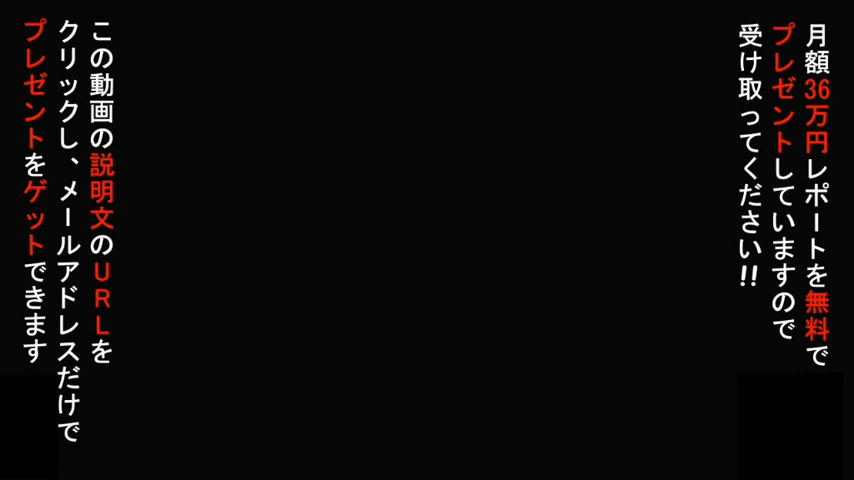 月額36万円レポートを無料で
プレゼントしていますので
受け取ってください!!
この動画の説明文のURLを
クリックし、メールアドレスだけで
プレゼントをゲットできます